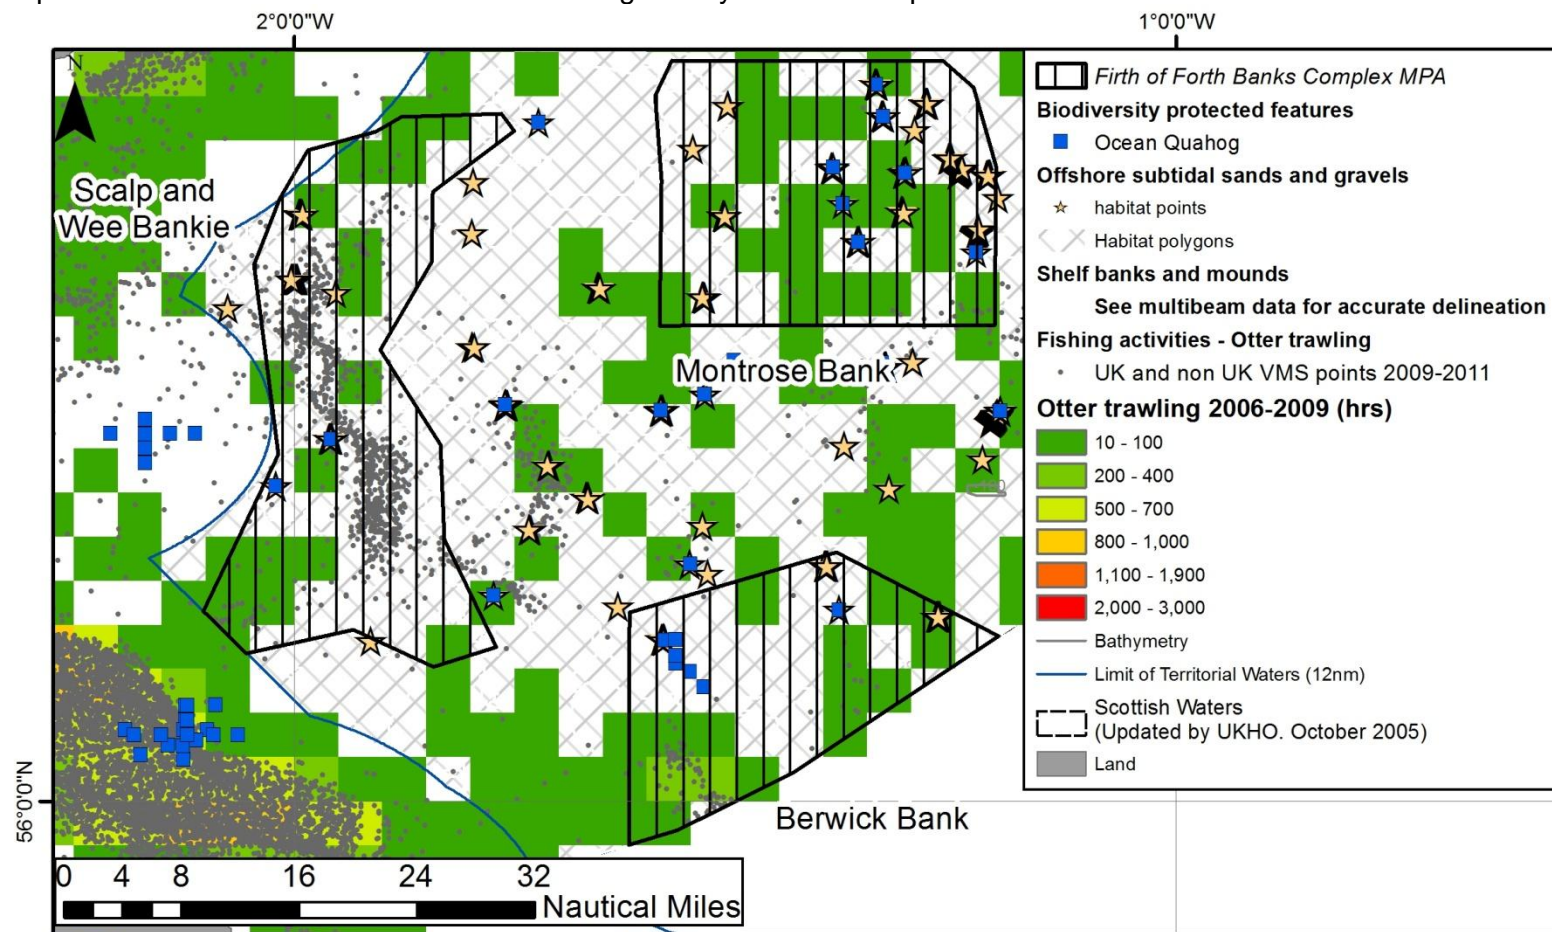 2°0'0"W
1°0'0"W
N
Scalp and
Wee Bankie
Montrose Bank
Berwick Bank
56°0'0"N
0 4 8 16 24 32
Nautical Miles
Firth of Forth Banks Complex MPA
Biodiversity protected features
Ocean Quahog
Offshore subtidal sands and gravels
habitat points
Habitat polygons
Shelf banks and mounds
See multibeam data for accurate delineation
Fishing activities - Otter trawling
UK and non UK VMS points 2009-2011
Otter trawling 2006-2009 (hrs)
10 - 100
200 - 400
500 - 700
800 - 1,000
1,100 - 1,900
2,000 - 3,000
Bathymetry
Limit of Territorial Waters (12nm)
Scottish Waters
(Updated by UKHO. October 2005)
Land